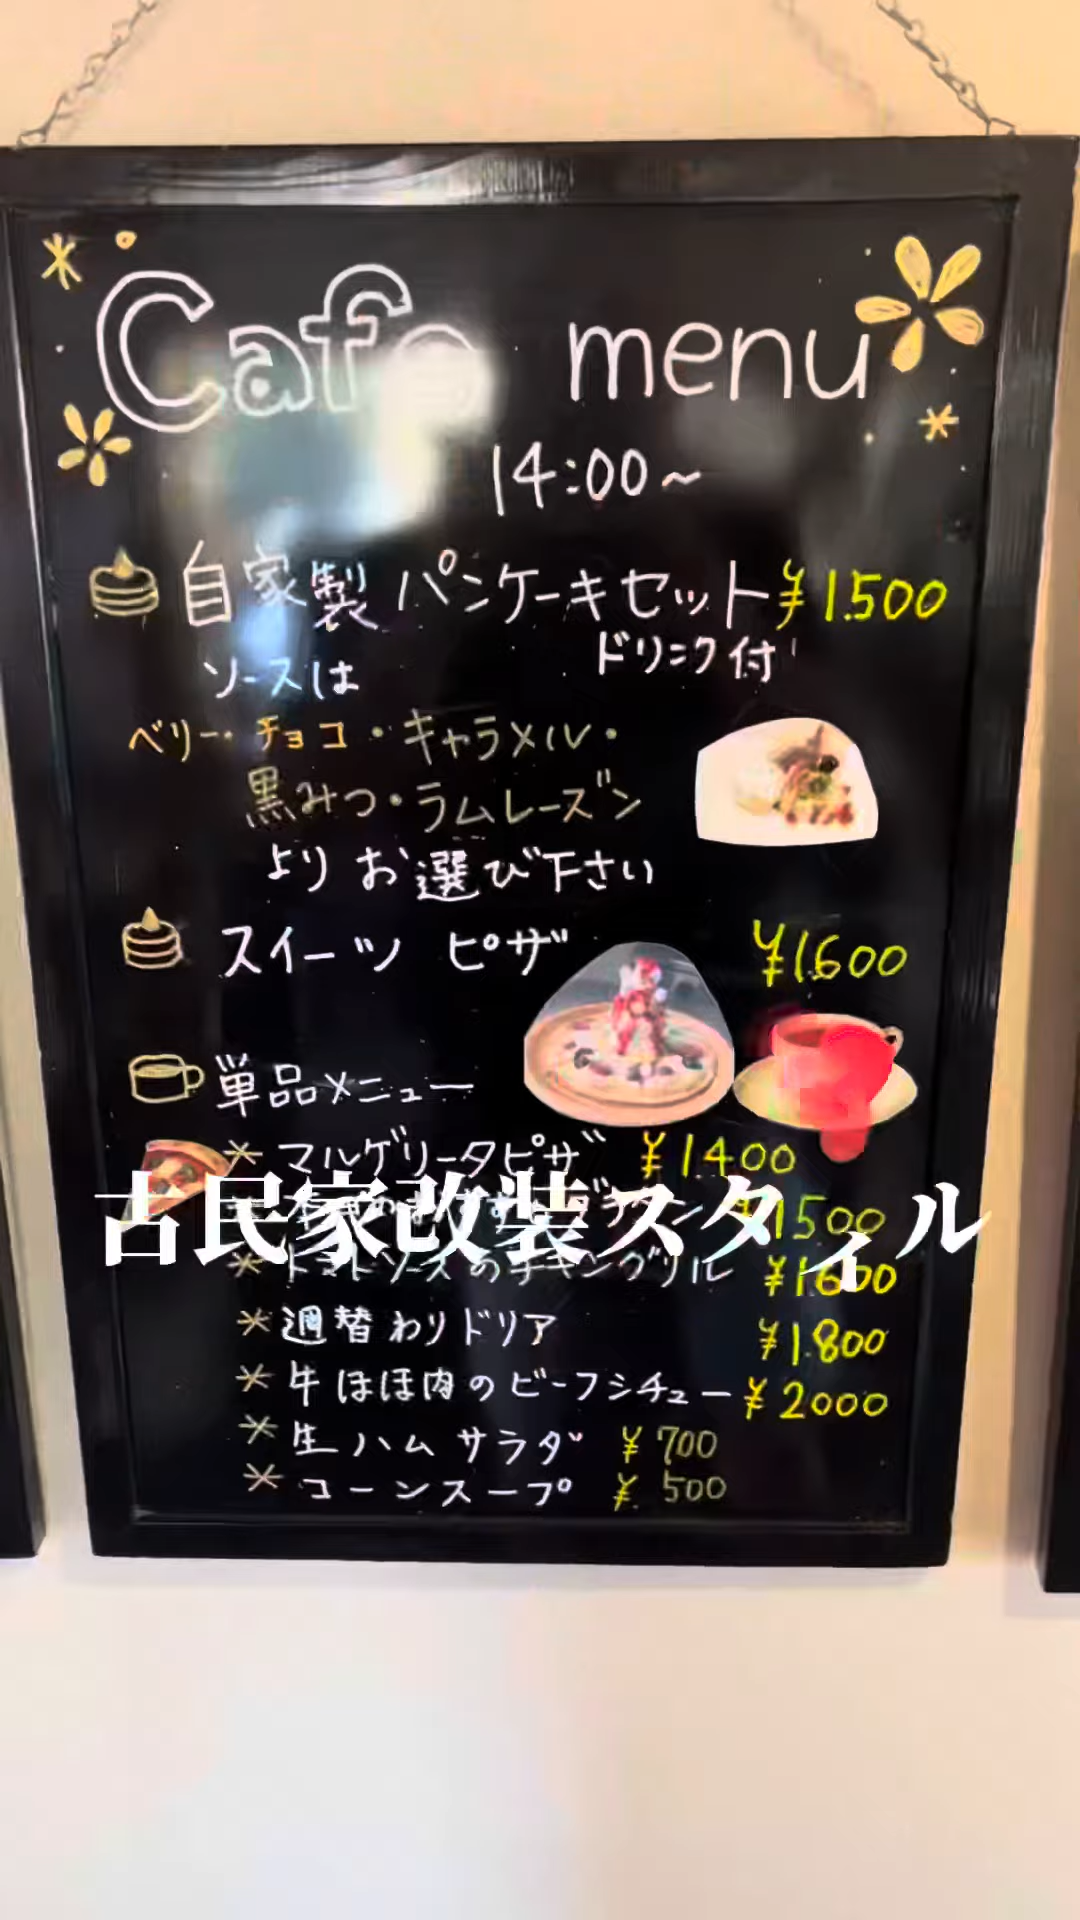 Cafe menu
14:00~
自家製 パンケーキセット ¥1.500
ドリンク付
ソースは
ベリー・チョコ・キャラメル・
黒みつ・ラムレーズン
よりお選び下さい
スイーツ ピザ ¥1.600
単品メニュー
* マルゲリータピザ ¥1.400
古民家改装スタイル
1500
* トマトソースのチキングリル ¥1.600
* 週替わりドリア ¥1.800
* 牛ほほ肉のビーフシチュー ¥2000
* 生ハムサラダ ¥700
* コーンスープ ¥500